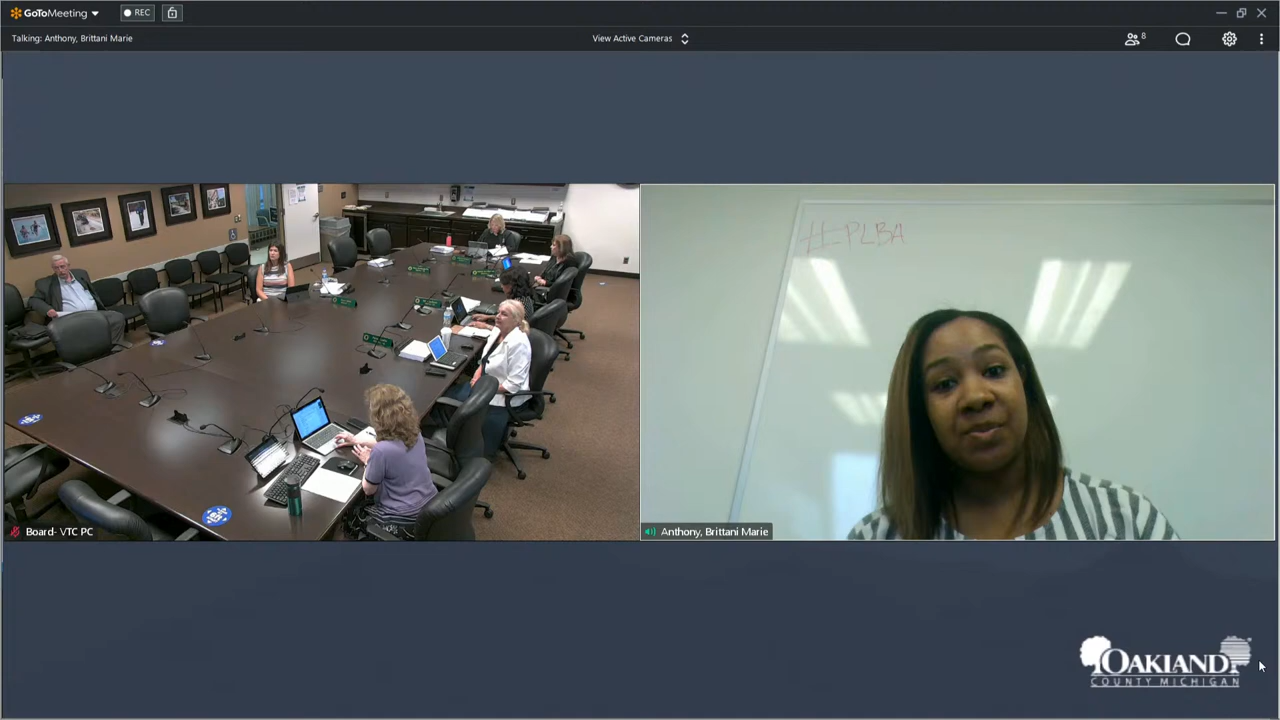 GoToMeeting
REC
Talking: Anthony, Brittani Marie
View Active Cameras
8
#PLBA
Board- VTC PC
Anthony, Brittani Marie
OAKLAND
COUNTY MICHIGAN